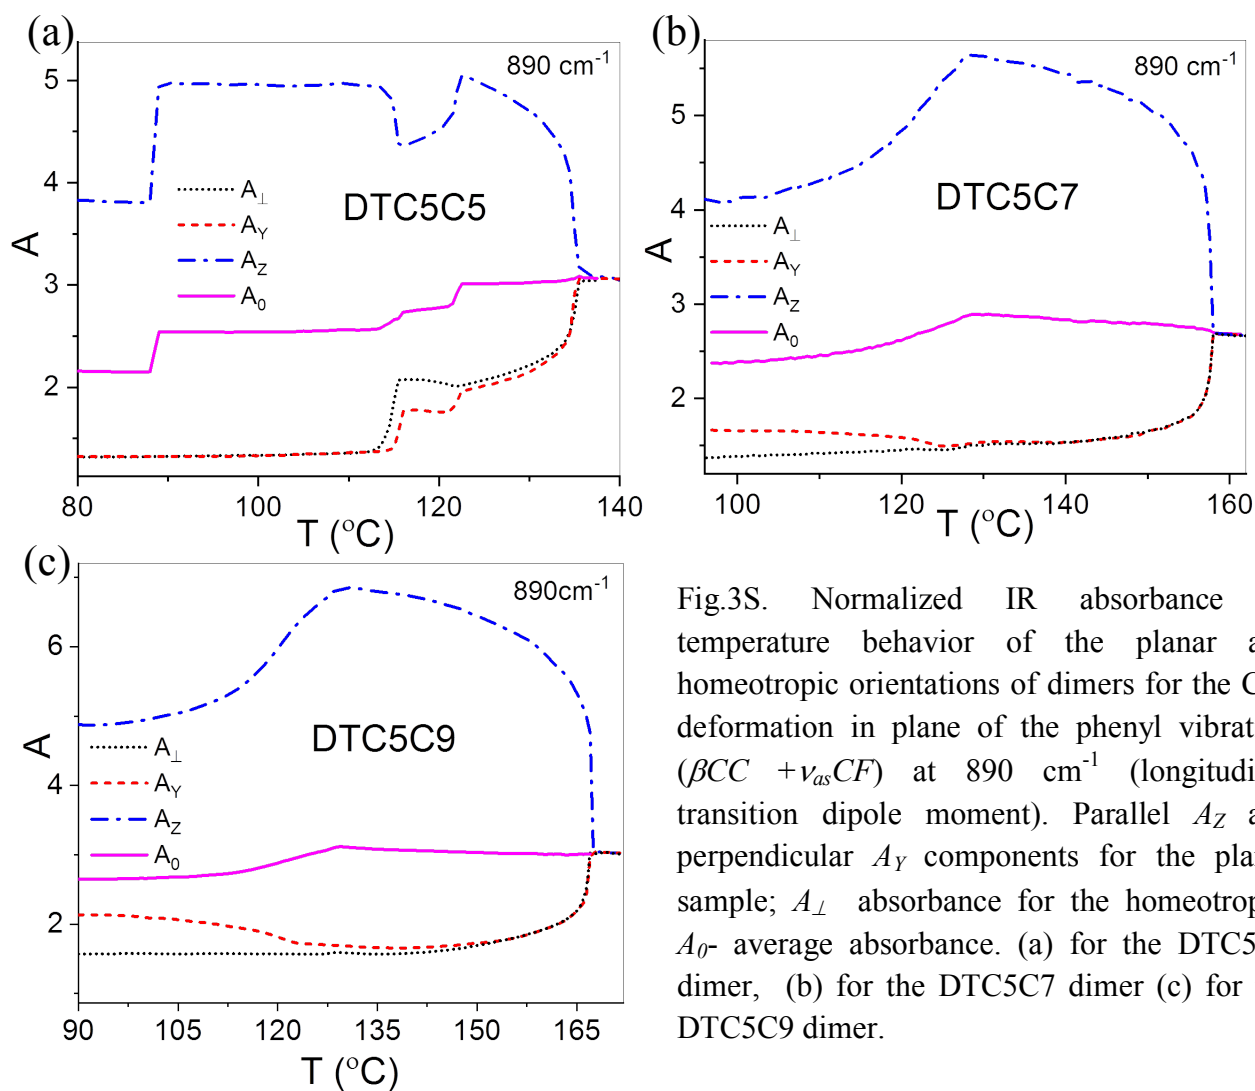 (a)
890 cm-1
5
4
3
2
A
A⊥
AY
AZ
A0
DTC5C5
80
100
120
140
T (oC)
(b)
890 cm-1
5
4
3
2
A
A⊥
AY
AZ
A0
DTC5C7
100
120
140
160
T (oC)
(c)
890cm-1
6
4
2
A
A⊥
AY
AZ
A0
DTC5C9
90
105
120
135
150
165
T (oC)
Fig.3S. Normalized IR absorbance
temperature behavior of the planar a
homeotropic orientations of dimers for the C
deformation in plane of the phenyl vibrati
(βCC +νasCF) at 890 cm-1 (longitudi
transition dipole moment). Parallel AZ a
perpendicular AY components for the plan
sample; A⊥ absorbance for the homeotrop
A0- average absorbance. (a) for the DTC5
dimer, (b) for the DTC5C7 dimer (c) for
DTC5C9 dimer.